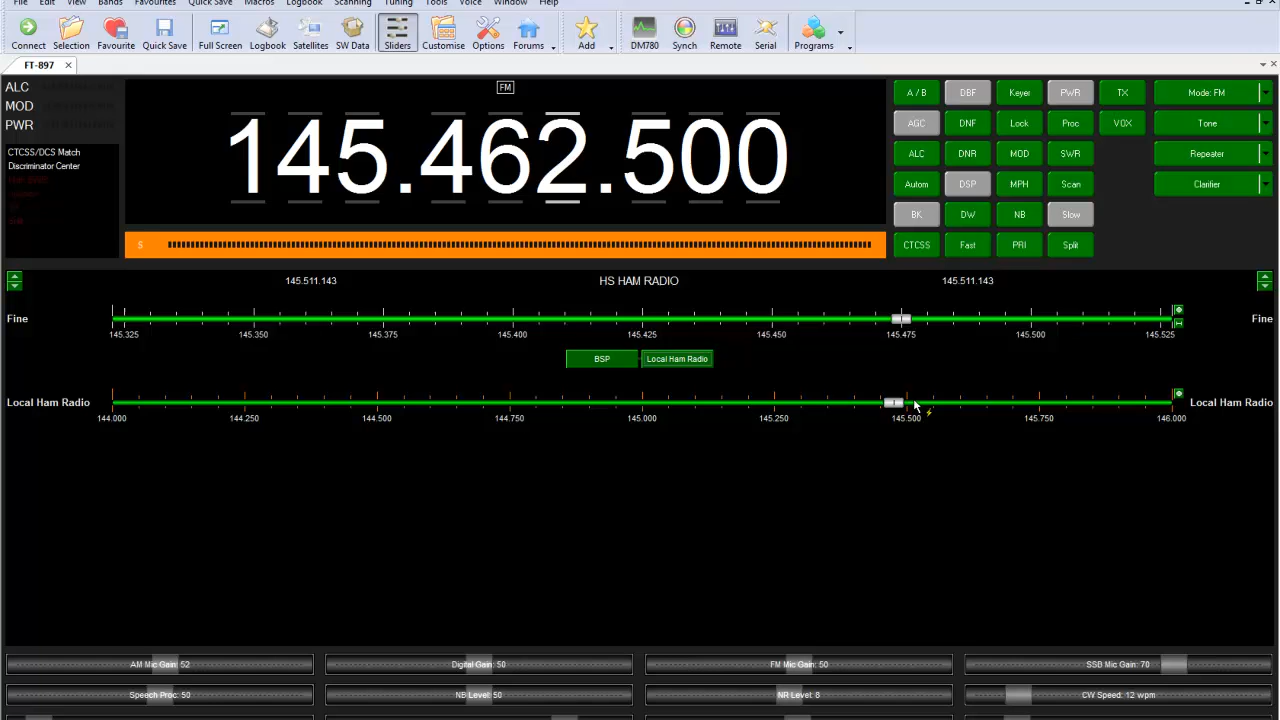 File Edit View Bands Favourites Quick Save Macros Logbook Scanning Tuning Tools Voice Window Help
Connect Selection Favourite Quick Save Full Screen Logbook Satellites SW Data Sliders Customise Options Forums Add DM780 Synch Remote Serial Programs
FT-897
ALC
MOD
PWR
CTCSS/DCS Match
Discriminator Center
FM
145.462.500
S
A / B DBF Keyer PWR TX Mode: FM
AGC DNF Lock Proc VOX Tone
ALC DNR MOD SWR Repeater
Autom DSP MPH Scan Clarifier
BK DW NB Slow
CTCSS Fast PRI Split
145.511.143 HS HAM RADIO 145.511.143
Fine Fine
145.325 145.350 145.375 145.400 145.425 145.450 145.475 145.500 145.525
BSP Local Ham Radio
Local Ham Radio Local Ham Radio
144.000 144.250 144.500 144.750 145.000 145.250 145.500 145.750 146.000
AM Mic Gain: 52 Digital Gain: 50 FM Mic Gain: 50 SSB Mic Gain: 70
Speech Proc: 50 NB Level: 50 NR Level: 8 CW Speed: 12 wpm